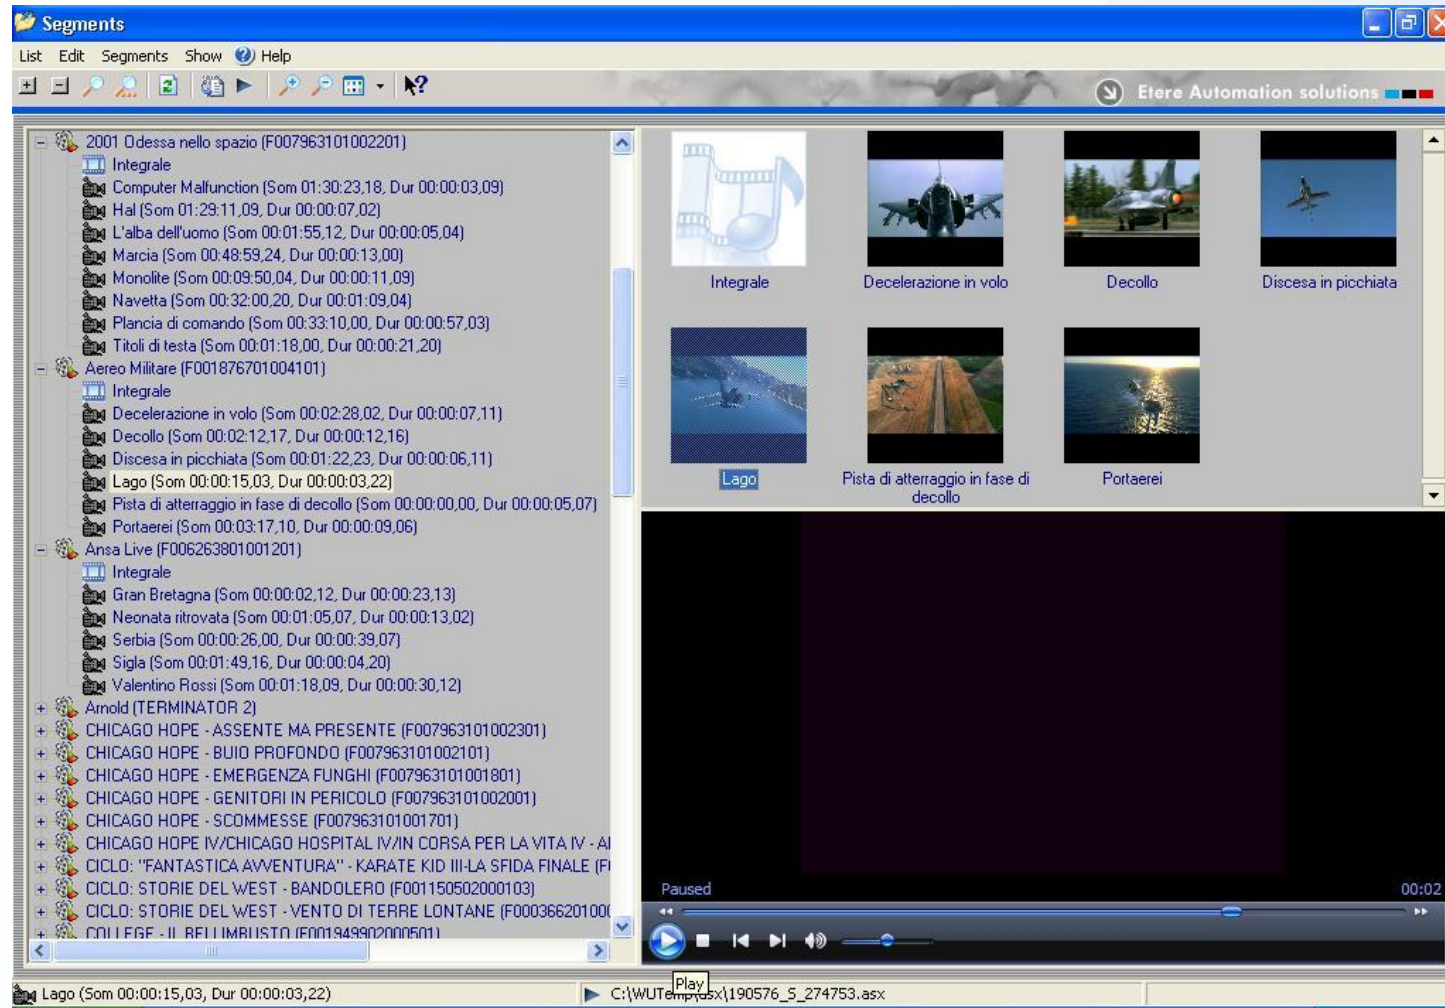 Segments
List Edit Segments Show Help
Etere Automation solutions
2001 Odessa nello spazio (F007963101002201)
Integrale
Computer Malfunction (Som 01:30:23,18, Dur 00:00:03,09)
Hal (Som 01:29:11,09, Dur 00:00:07,02)
L'alba dell'uomo (Som 00:01:55,12, Dur 00:00:05,04)
Marcia (Som 00:48:59,24, Dur 00:00:13,00)
Monolite (Som 00:09:50,04, Dur 00:00:11,09)
Navetta (Som 00:32:00,20, Dur 00:01:09,04)
Plancia di comando (Som 00:33:10,00, Dur 00:00:57,03)
Titoli di testa (Som 00:01:18,00, Dur 00:00:21,20)
Aereo Militare (F001876701004101)
Integrale
Decelerazione in volo (Som 00:02:28,02, Dur 00:00:07,11)
Decollo (Som 00:02:12,17, Dur 00:00:12,16)
Discesa in picchiata (Som 00:01:22,23, Dur 00:00:06,11)
Lago (Som 00:00:15,03, Dur 00:00:03,22)
Pista di atterraggio in fase di decollo (Som 00:00:00,00, Dur 00:00:05,07)
Portaerei (Som 00:03:17,10, Dur 00:00:09,06)
Ansa Live (F006263801001201)
Integrale
Gran Bretagna (Som 00:00:02,12, Dur 00:00:23,13)
Neonata ritrovata (Som 00:01:05,07, Dur 00:00:13,02)
Serbia (Som 00:00:26,00, Dur 00:00:39,07)
Sigla (Som 00:01:49,16, Dur 00:00:04,20)
Valentino Rossi (Som 00:01:18,09, Dur 00:00:30,12)
Arnold (TERMINATOR 2)
CHICAGO HOPE - ASSENTE MA PRESENTE (F007963101002301)
CHICAGO HOPE - BUIO PROFONDO (F007963101002101)
CHICAGO HOPE - EMERGENZA FUNGHI (F007963101001801)
CHICAGO HOPE - GENITORI IN PERICOLO (F007963101002001)
CHICAGO HOPE - SCOMMESSE (F007963101001701)
CHICAGO HOPE IV/CHICAGO HOSPITAL IV/IN CORSA PER LA VITA IV - A
CICLO: "FANTASTICA AVVENTURA" - KARATE KID III-LA SFIDA FINALE (F
CICLO: STORIE DEL WEST - BANDOLERO (F001150502000103)
CICLO: STORIE DEL WEST - VENTO DI TERRE LONTANE (F000366201000
COLLEGE - IL BELLIMBUSTO (F001949902000501)
Integrale
Decelerazione in volo
Decollo
Discesa in picchiata
Lago
Pista di atterraggio in fase di
decollo
Portaerei
Paused 00:02
Play
Lago (Som 00:00:15,03, Dur 00:00:03,22)
C:\WUTemp\asx\190576_S_274753.asx